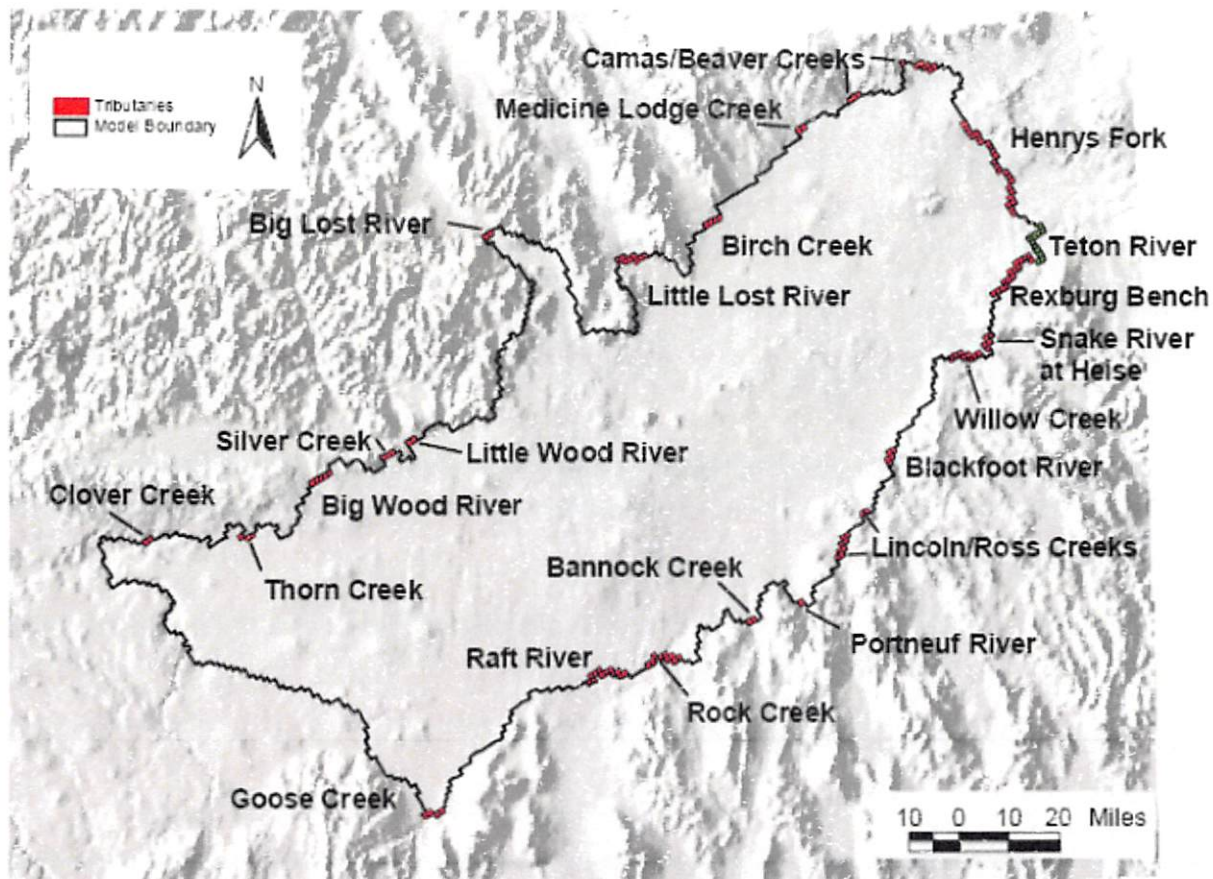 N
Tributaries
Model Boundary
Camas/Beaver Creeks
Medicine Lodge Creek
Henrys Fork
Big Lost River
Birch Creek
Teton River
Little Lost River
Rexburg Bench
Snake River
at Heise
Willow Creek
Silver Creek
Little Wood River
Blackfoot River
Clover Creek
Big Wood River
Lincoln/Ross Creeks
Bannock Creek
Thorn Creek
Portneuf River
Raft River
Rock Creek
Goose Creek
10 0 10 20 Miles